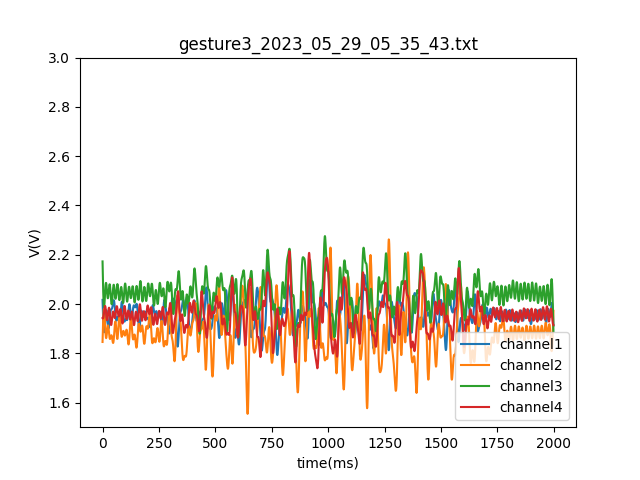 gesture3_2023_05_29_05_35_43.txt
3.0
2.8
2.6
2.4
2.2
2.0
1.8
1.6
V(V)
0 250 500 750 1000 1250 1500 1750 2000
time(ms)
channel1
channel2
channel3
channel4